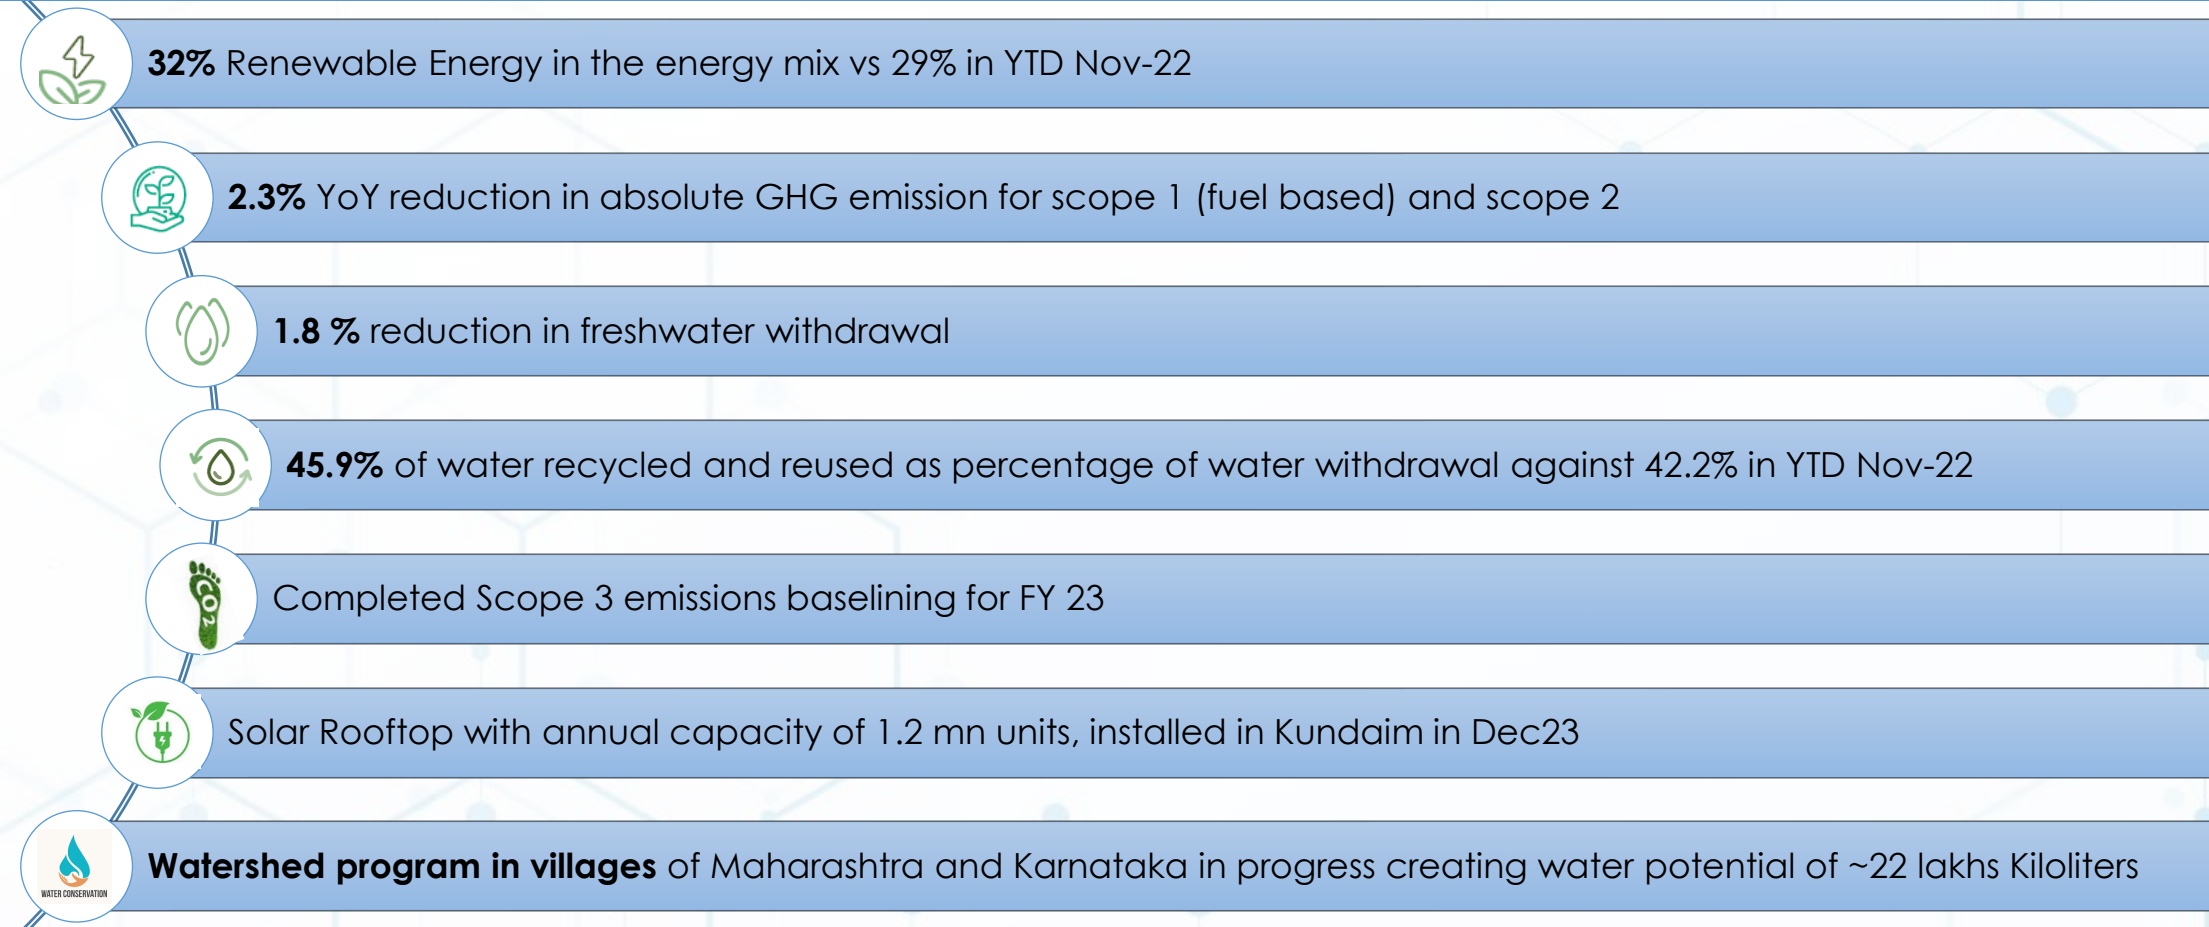 32% Renewable Energy in the energy mix vs 29% in YTD Nov-22
2.3% YoY reduction in absolute GHG emission for scope 1 (fuel based) and scope 2
1.8 % reduction in freshwater withdrawal
45.9% of water recycled and reused as percentage of water withdrawal against 42.2% in YTD Nov-22
CO2
Completed Scope 3 emissions baselining for FY 23
Solar Rooftop with annual capacity of 1.2 mn units, installed in Kundaim in Dec23
WATER CONSERVATION
Watershed program in villages of Maharashtra and Karnataka in progress creating water potential of ~22 lakhs Kiloliters